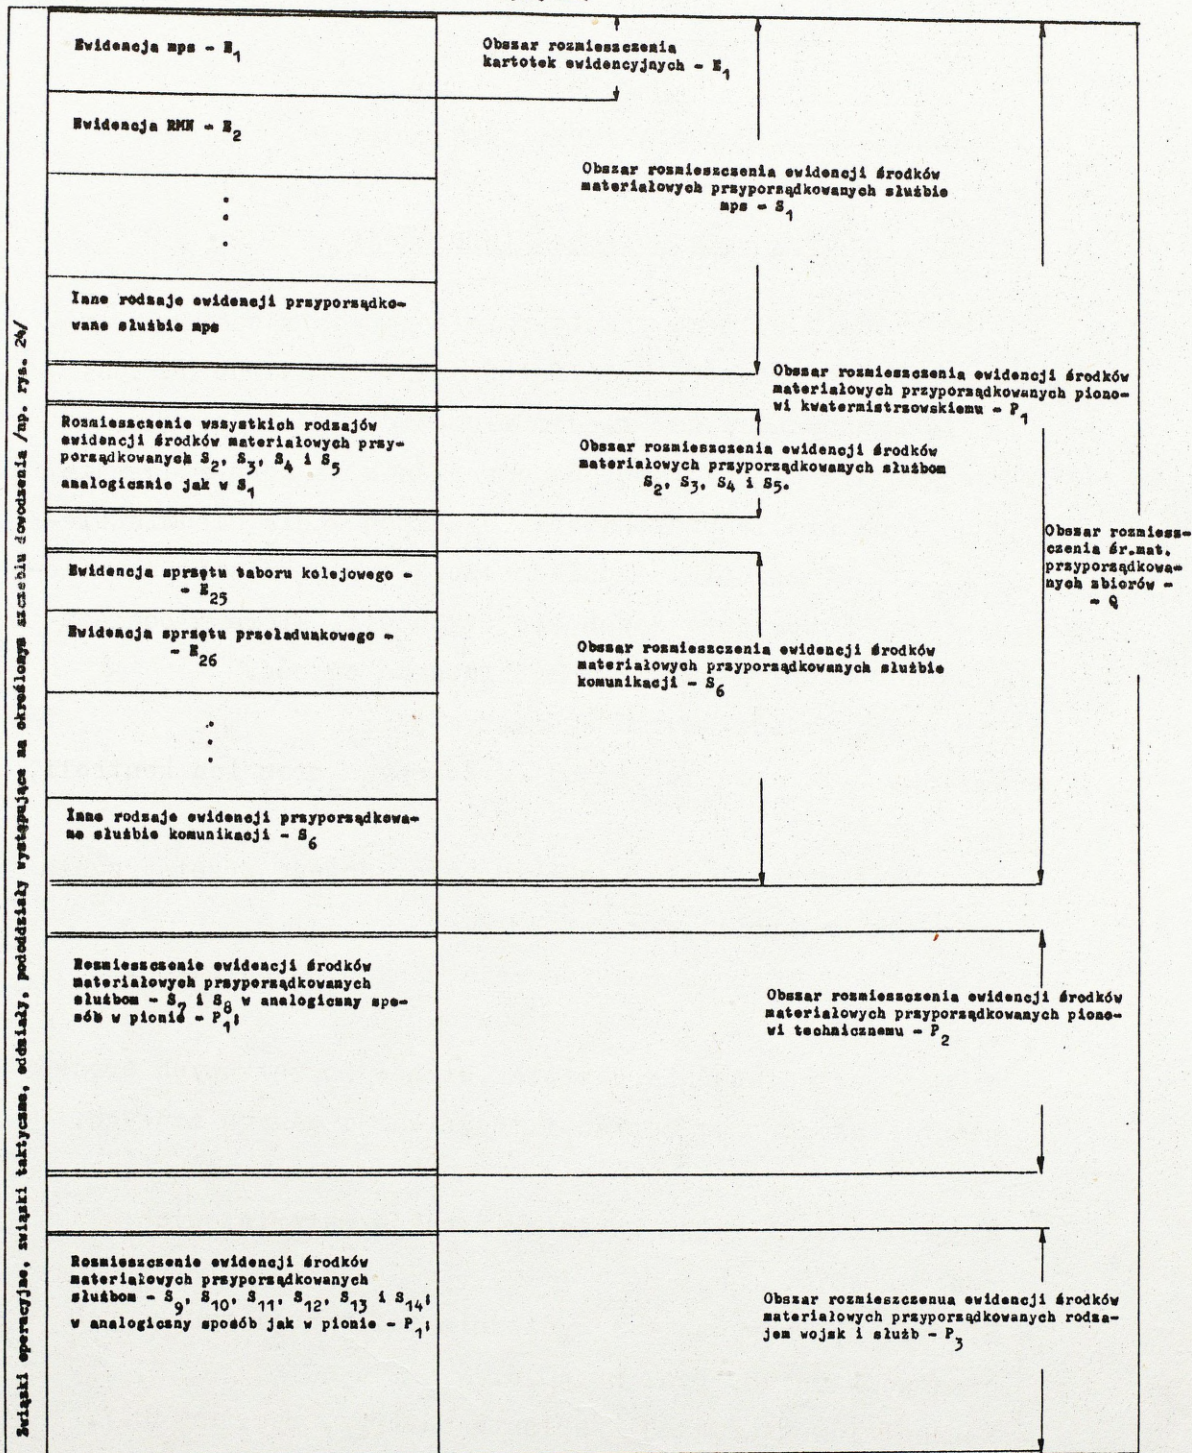 Związki operacyjne, związki taktyczne, oddziały, pododdziały występujące na określonym szczeblu dowodzenia /np. rys. 24/
Ewidencja mps - E₁
Ewidencja RMN - E₂
Inne rodzaje ewidencji przyporządko-
wane służbie mps
Rozmieszczenie wszystkich rodzajów
ewidencji środków materiałowych przy-
porządkowanych S₂, S₃, S₄ i S₅
analogicznie jak w S₁
Ewidencja sprzętu taboru kolejowego -
- E₂₅
Ewidencja sprzętu przeładunkowego -
- E₂₆
Inne rodzaje ewidencji przyporządkowa-
ne służbie komunikacji - S₆
Rozmieszczenie ewidencji środków
materiałowych przyporządkowanych
służbom - S₇ i S₈ w analogiczny spo-
sób w pionie - P₁;
Rozmieszczenie ewidencji środków
materiałowych przyporządkowanych
służbom - S₉, S₁₀, S₁₁, S₁₂, S₁₃ i S₁₄;
w analogiczny sposób jak w pionie - P₁;
Obszar rozmieszczenia
kartotek ewidencyjnych - E₁
Obszar rozmieszczenia ewidencji środków
materiałowych przyporządkowanych służbie
mps - S₁
Obszar rozmieszczenia ewidencji środków
materiałowych przyporządkowanych piono-
wi kwatermistrzowskiemu - P₁
Obszar rozmieszczenia ewidencji środków
materiałowych przyporządkowanych służbom
S₂, S₃, S₄ i S₅.
Obszar rozmiesz-
czenia śr.mat.
przyporządkowa-
nych zbiorów -
- Q
Obszar rozmieszczenia ewidencji środków
materiałowych przyporządkowanych służbie
komunikacji - S₆
Obszar rozmieszczenia ewidencji środków
materiałowych przyporządkowanych piono-
wi technicznemu - P₂
Obszar rozmieszczenua ewidencji środków
materiałowych przyporządkowanych rodza-
jom wojsk i służb - P₃